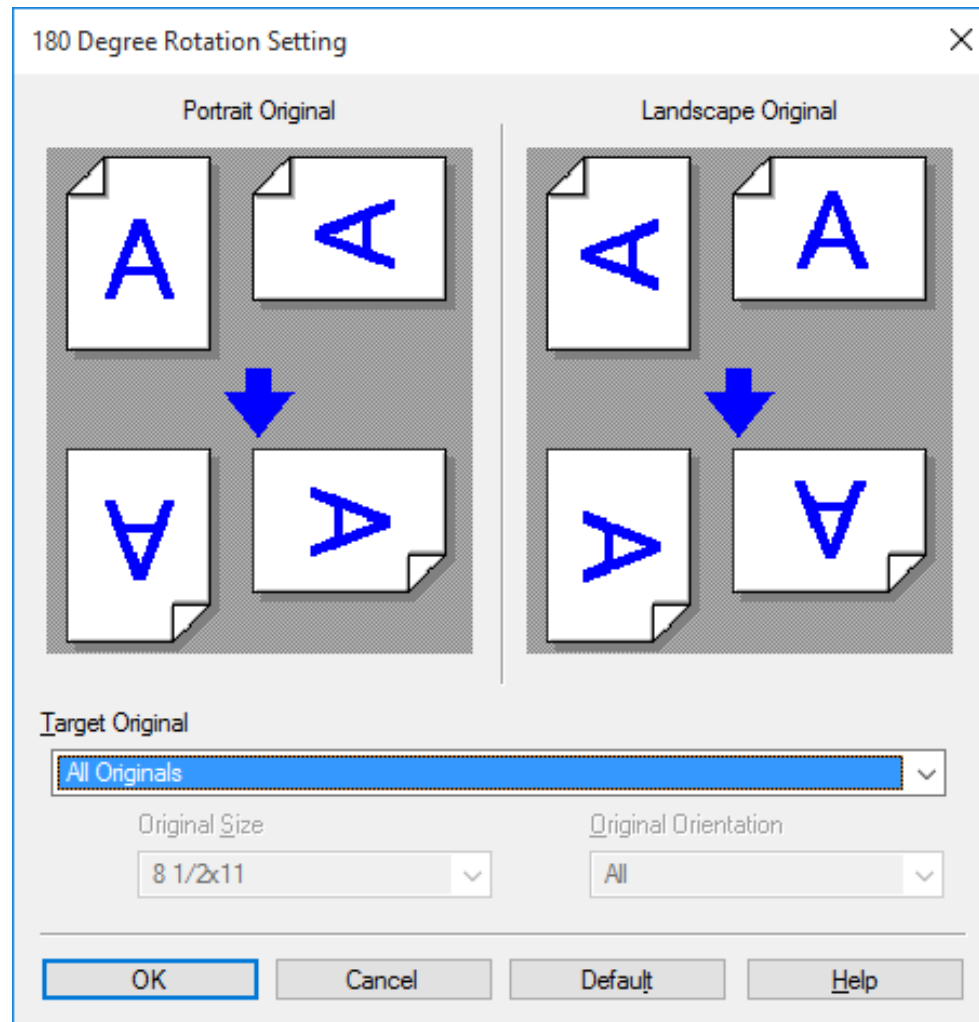 180 Degree Rotation Setting
Portrait Original
Landscape Original
A
A
A
A
A
A
A
A
Target Original
All Originals
Original Size
Original Orientation
8 1/2x11
All
OK
Cancel
Default
Help